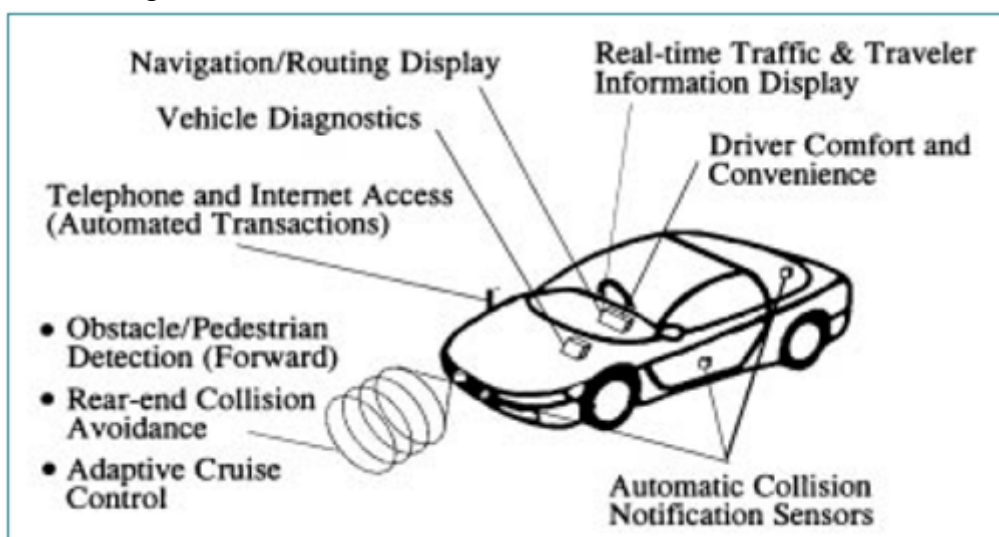 Navigation/Routing Display
Real-time Traffic & Traveler
Information Display
Vehicle Diagnostics
Driver Comfort and
Convenience
Telephone and Internet Access
(Automated Transactions)
• Obstacle/Pedestrian
Detection (Forward)
• Rear-end Collision
Avoidance
• Adaptive Cruise
Control
Automatic Collision
Notification Sensors